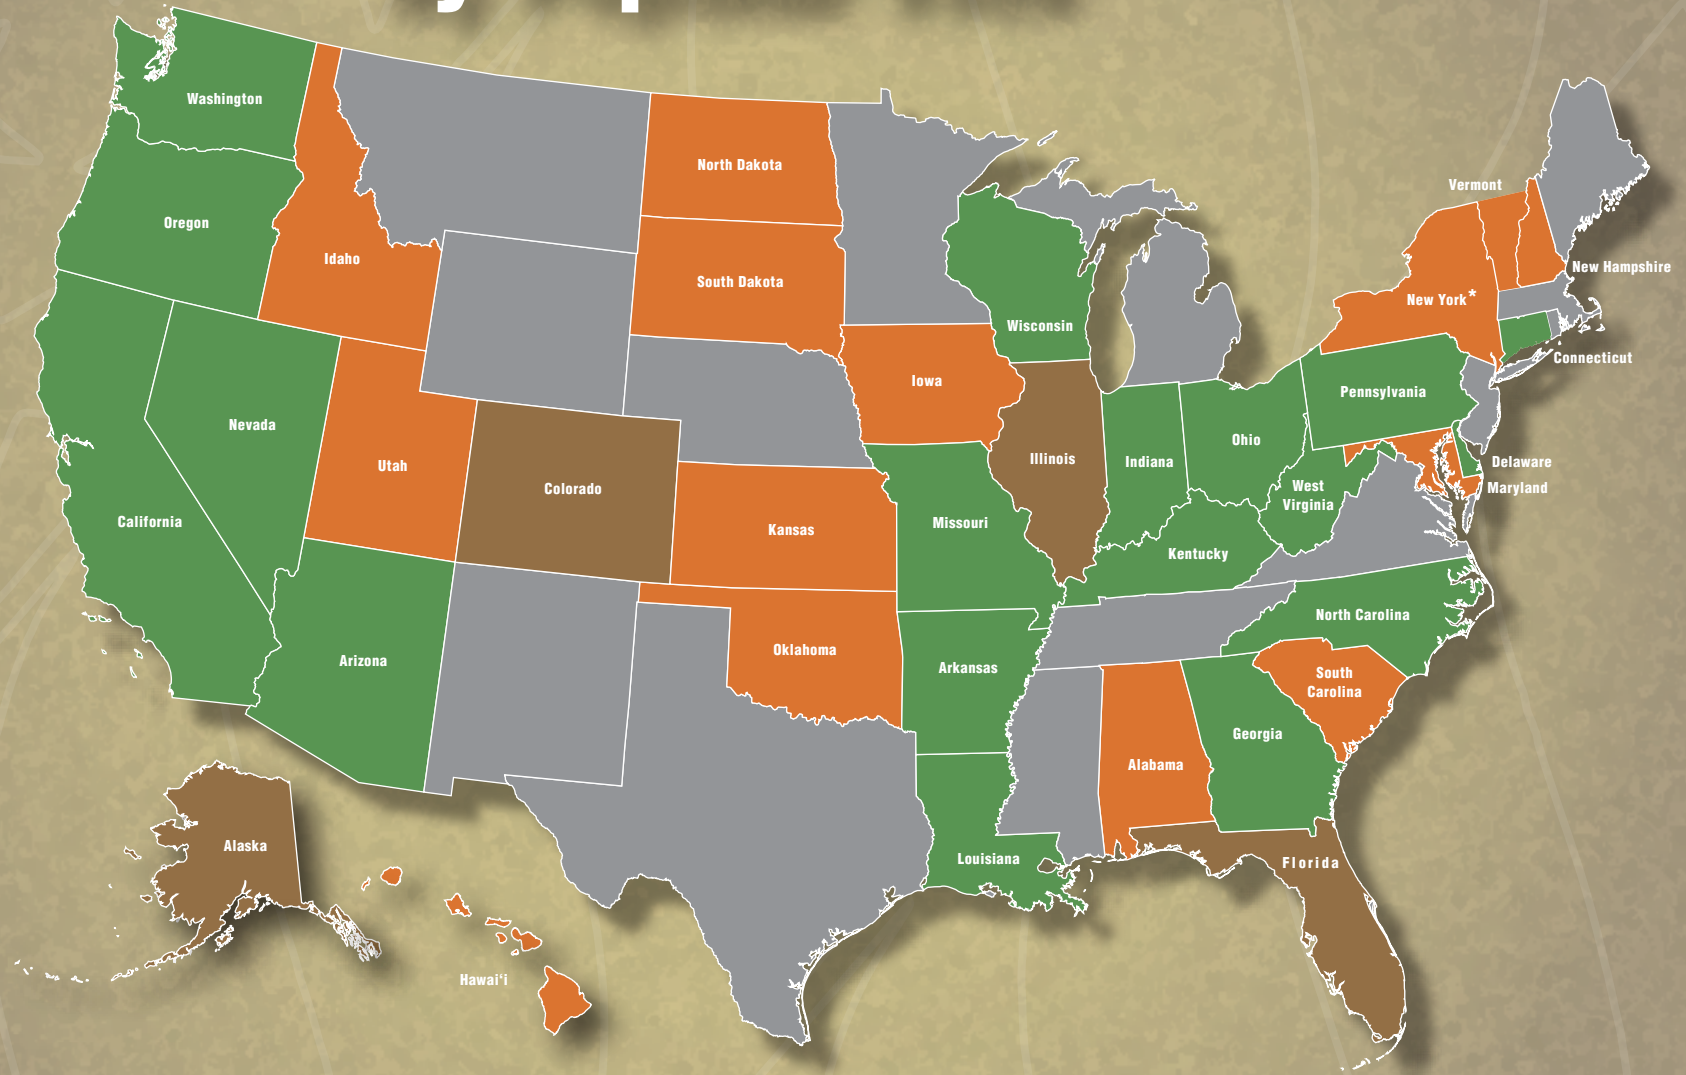 Washington
Oregon
Idaho
North Dakota
South Dakota
Vermont
New Hampshire
New York*
Wisconsin
Connecticut
Iowa
Pennsylvania
Nevada
Utah
Colorado
Illinois
Indiana
Ohio
Delaware
Maryland
West
Virginia
California
Kansas
Missouri
Kentucky
North Carolina
Arizona
Oklahoma
Arkansas
South
Carolina
Georgia
Alabama
Alaska
Louisiana
Florida
Hawai‘i